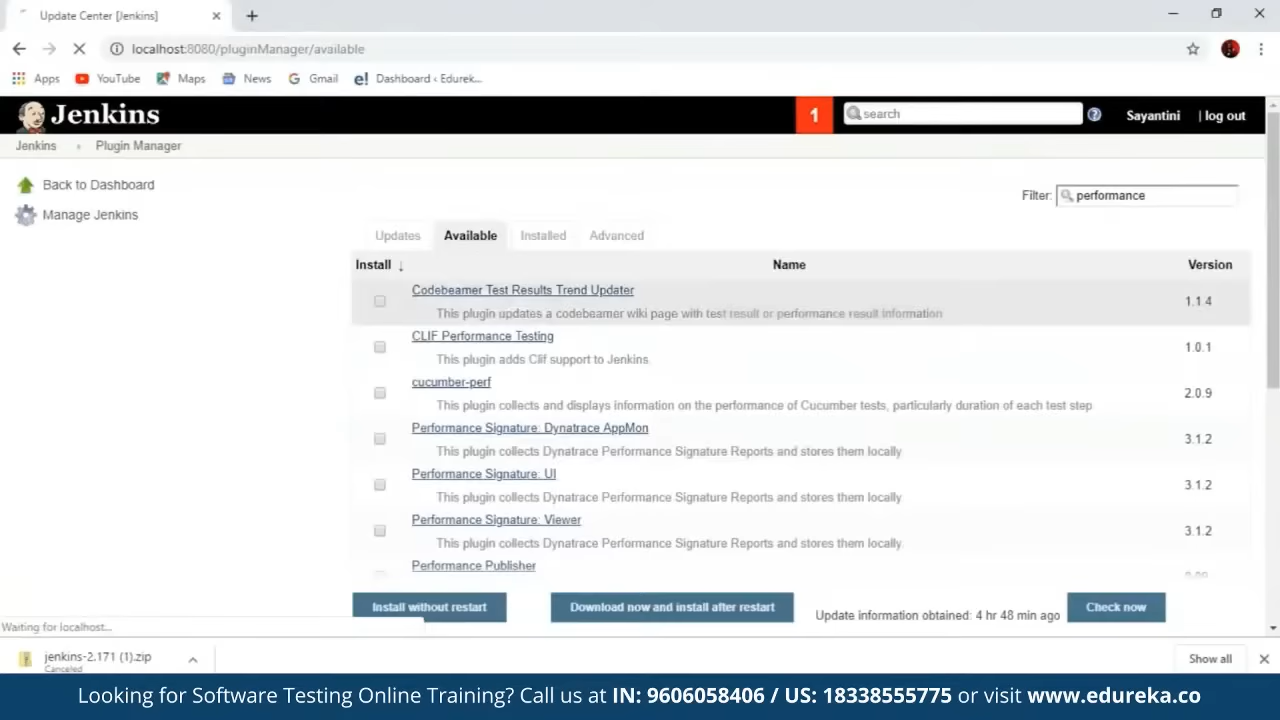 Update Center [Jenkins]
localhost:8080/pluginManager/available
Apps YouTube Maps News Gmail Dashboard ‹ Edurek...
Jenkins 1 search Sayantini | log out
Jenkins Plugin Manager
Back to Dashboard
Manage Jenkins
Filter: performance
Updates Available Installed Advanced
Install ↓ Name Version
Codebeamer Test Results Trend Updater
This plugin updates a codebeamer wiki page with test result or performance result information
1.1.4
CLIF Performance Testing
This plugin adds Clif support to Jenkins
1.0.1
cucumber-perf
This plugin collects and displays information on the performance of Cucumber tests, particularly duration of each test step
2.0.9
Performance Signature: Dynatrace AppMon
This plugin collects Dynatrace Performance Signature Reports and stores them locally
3.1.2
Performance Signature: UI
This plugin collects Dynatrace Performance Signature Reports and stores them locally
3.1.2
Performance Signature: Viewer
This plugin collects Dynatrace Performance Signature Reports and stores them locally.
3.1.2
Performance Publisher
Install without restart Download now and install after restart Update information obtained: 4 hr 48 min ago Check now
Waiting for localhost...
jenkins-2.171 (1).zip
Canceled
Show all
Looking for Software Testing Online Training? Call us at IN: 9606058406 / US: 18338555775 or visit www.edureka.co